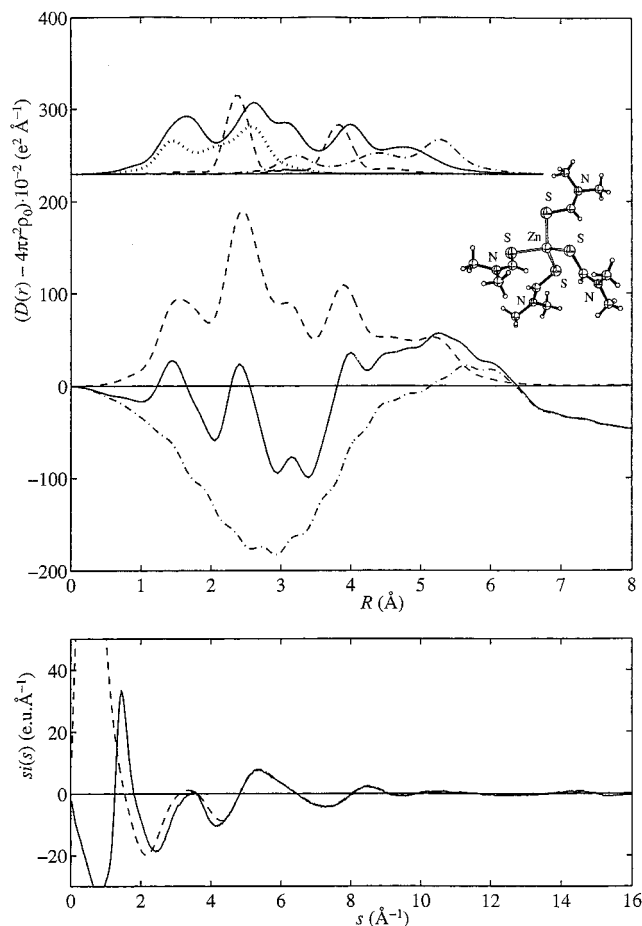 400
300
200
100
0
−100
−200
(D(r) − 4πr²ρ₀)·10⁻² (e² Å⁻¹)
N
S
Zn
S
S
N
S
N
N
0 1 2 3 4 5 6 7 8
R (Å)
40
20
0
−20
si(s) (e.u.Å⁻¹)
0 2 4 6 8 10 12 14 16
s (Å⁻¹)